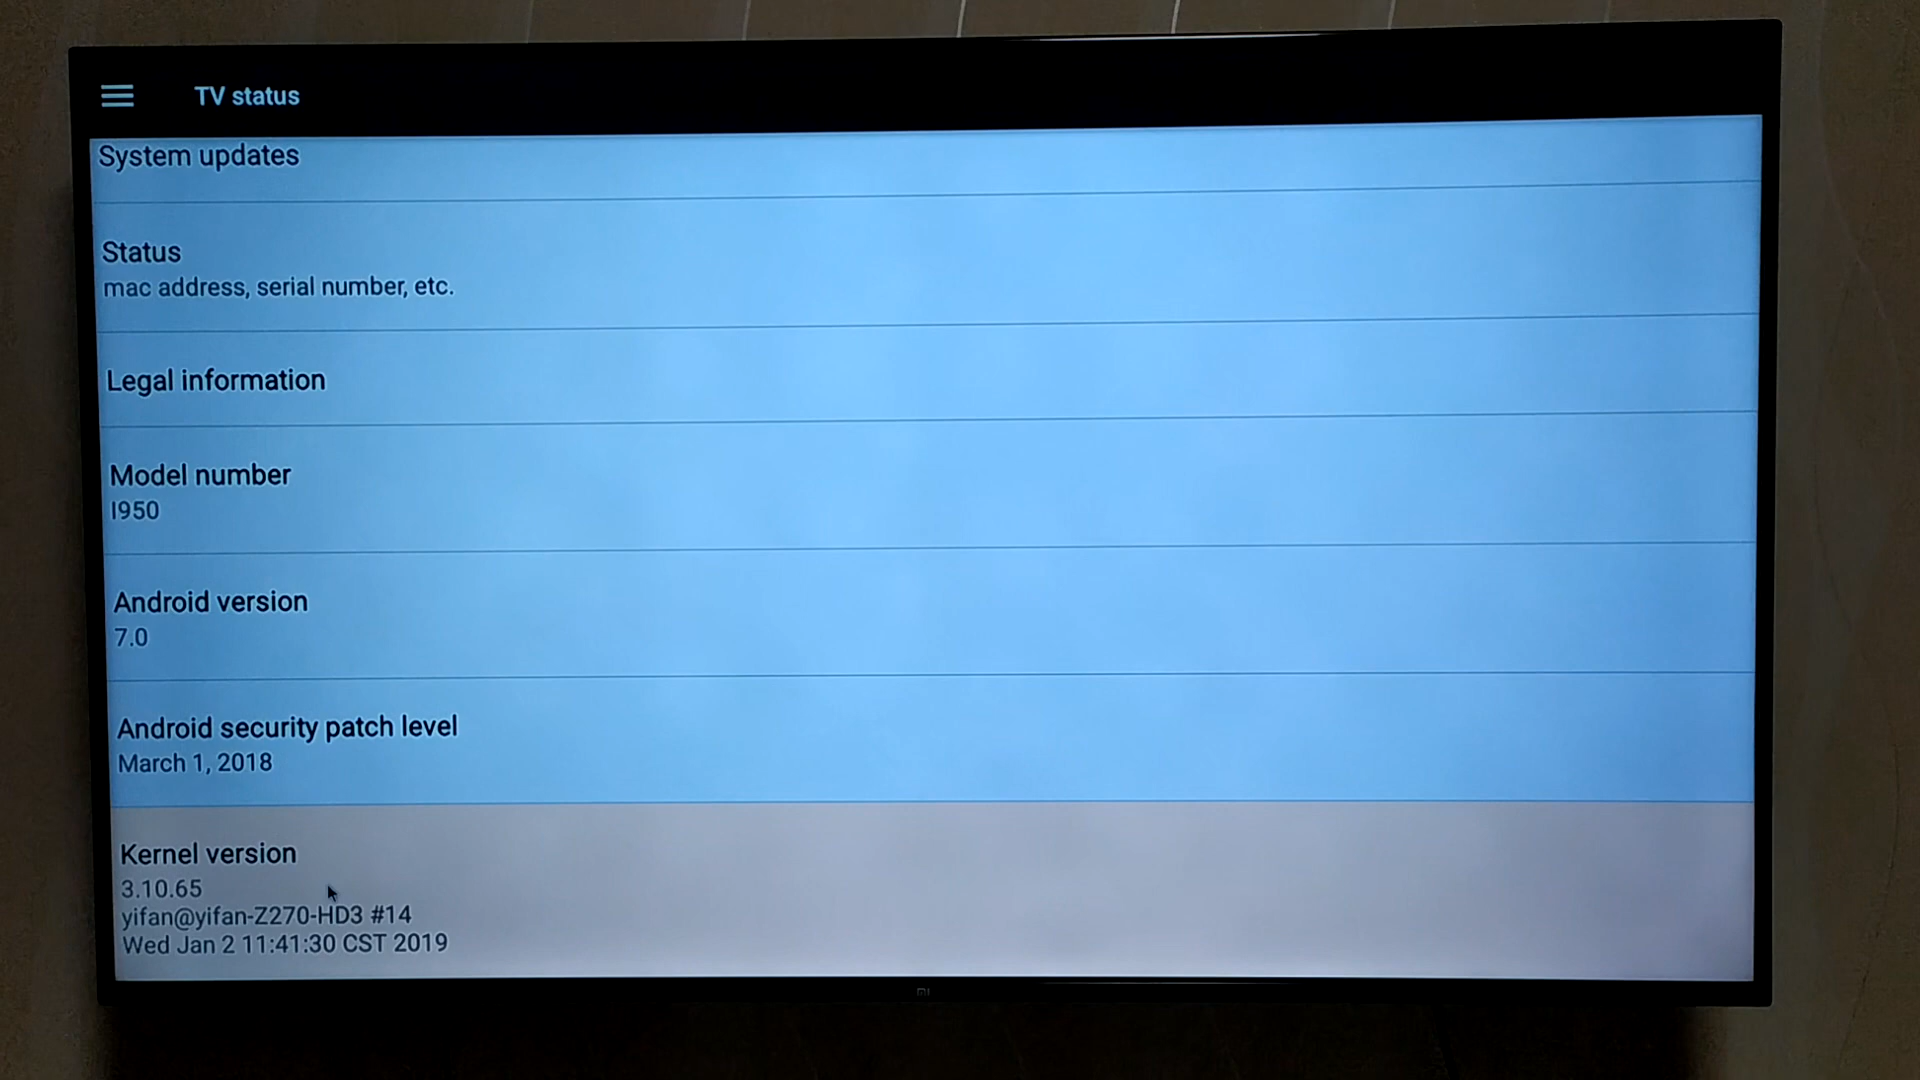 TV status
System updates
Status
mac address, serial number, etc.
Legal information
Model number
I950
Android version
7.0
Android security patch level
March 1, 2018
Kernel version
3.10.65
yifan@yifan-Z270-HD3 #14
Wed Jan 2 11:41:30 CST 2019
mi